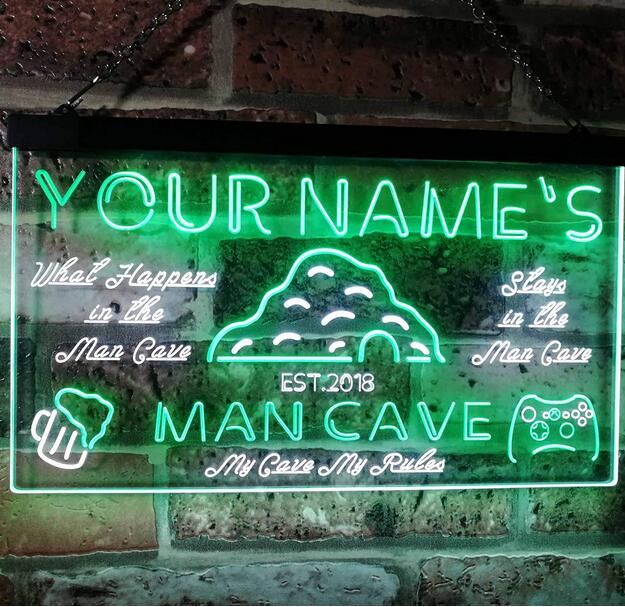 YOUR NAME'S
What Happens
in the
Man Cave
Stays
in the
Man Cave
EST.2018
MAN CAVE
My Cave My Rules